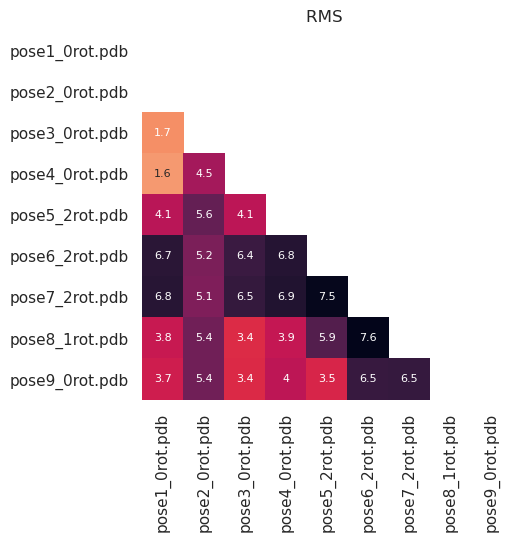 RMS
pose1_0rot.pdb
pose2_0rot.pdb
pose3_0rot.pdb 1.7
pose4_0rot.pdb 1.6 4.5
pose5_2rot.pdb 4.1 5.6 4.1
pose6_2rot.pdb 6.7 5.2 6.4 6.8
pose7_2rot.pdb 6.8 5.1 6.5 6.9 7.5
pose8_1rot.pdb 3.8 5.4 3.4 3.9 5.9 7.6
pose9_0rot.pdb 3.7 5.4 3.4 4 3.5 6.5 6.5
pose1_0rot.pdb
pose2_0rot.pdb
pose3_0rot.pdb
pose4_0rot.pdb
pose5_2rot.pdb
pose6_2rot.pdb
pose7_2rot.pdb
pose8_1rot.pdb
pose9_0rot.pdb